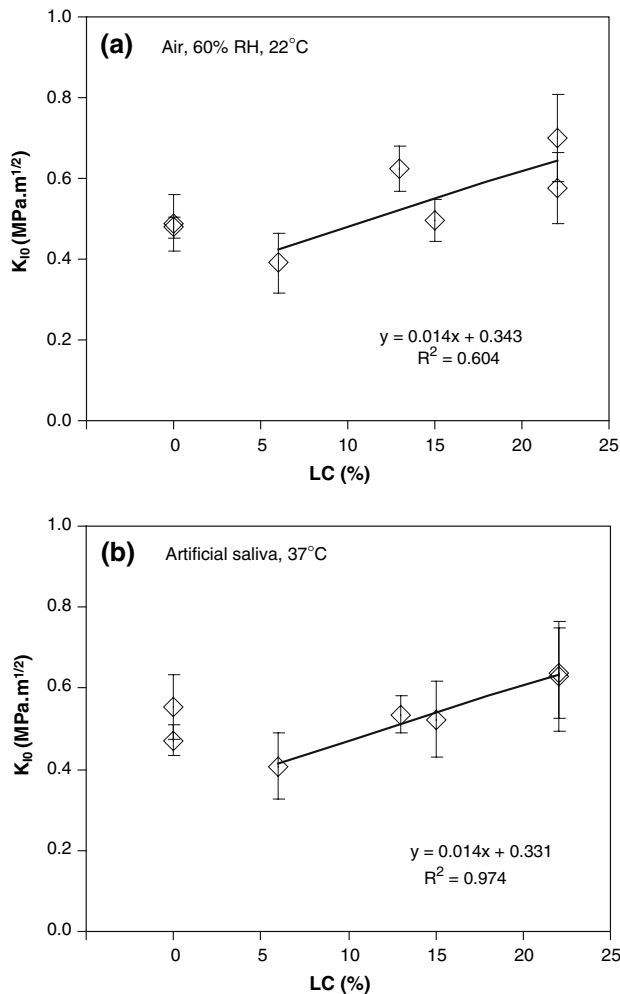 1.0
(a) Air, 60% RH, 22°C
0.8
0.6
0.4
0.2
0.0
K_I0 (MPa.m^1/2)
y = 0.014x + 0.343
R² = 0.604
0 5 10 15 20 25
LC (%)
1.0
(b) Artificial saliva, 37°C
0.8
0.6
0.4
0.2
0.0
K_I0 (MPa.m^1/2)
y = 0.014x + 0.331
R² = 0.974
0 5 10 15 20 25
LC (%)